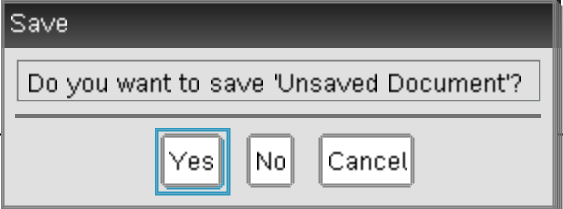 Save
Do you want to save 'Unsaved Document'?
Yes No Cancel